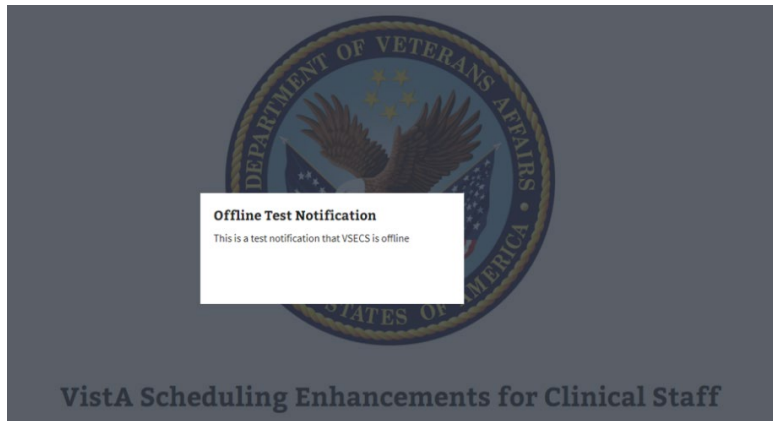 DEPARTMENT OF VETERANS AFFAIRS
Offline Test Notification
This is a test notification that VSECS is offline
STATES OF AMERICA
VistA Scheduling Enhancements for Clinical Staff